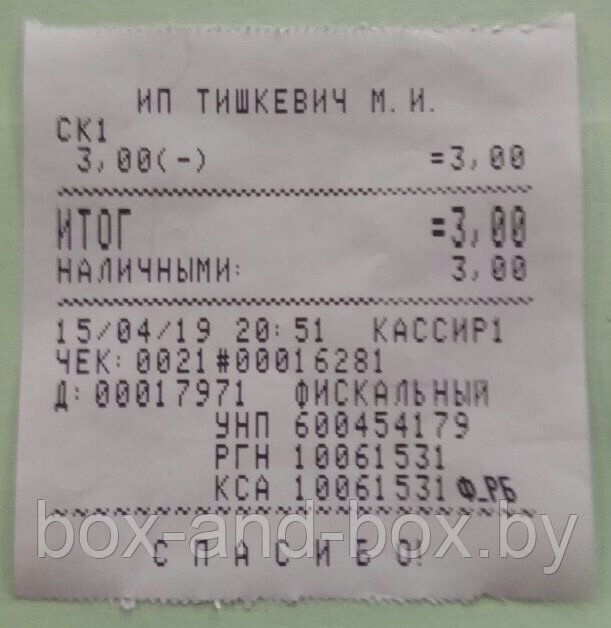 ИП ТИШКЕВИЧ М. И.
СК1
3,00(-) =3,00
ИТОГ =3,00
НАЛИЧНЫМИ: 3,00
15/04/19 20:51 КАССИР1
ЧЕК: 0021#00016281
Д: 00017971 ФИСКАЛЬНЫЙ
УНП 600454179
РГН 10061531
КСА 10061531 Ф_РБ
box-and-box.by
С П А С И Б О!